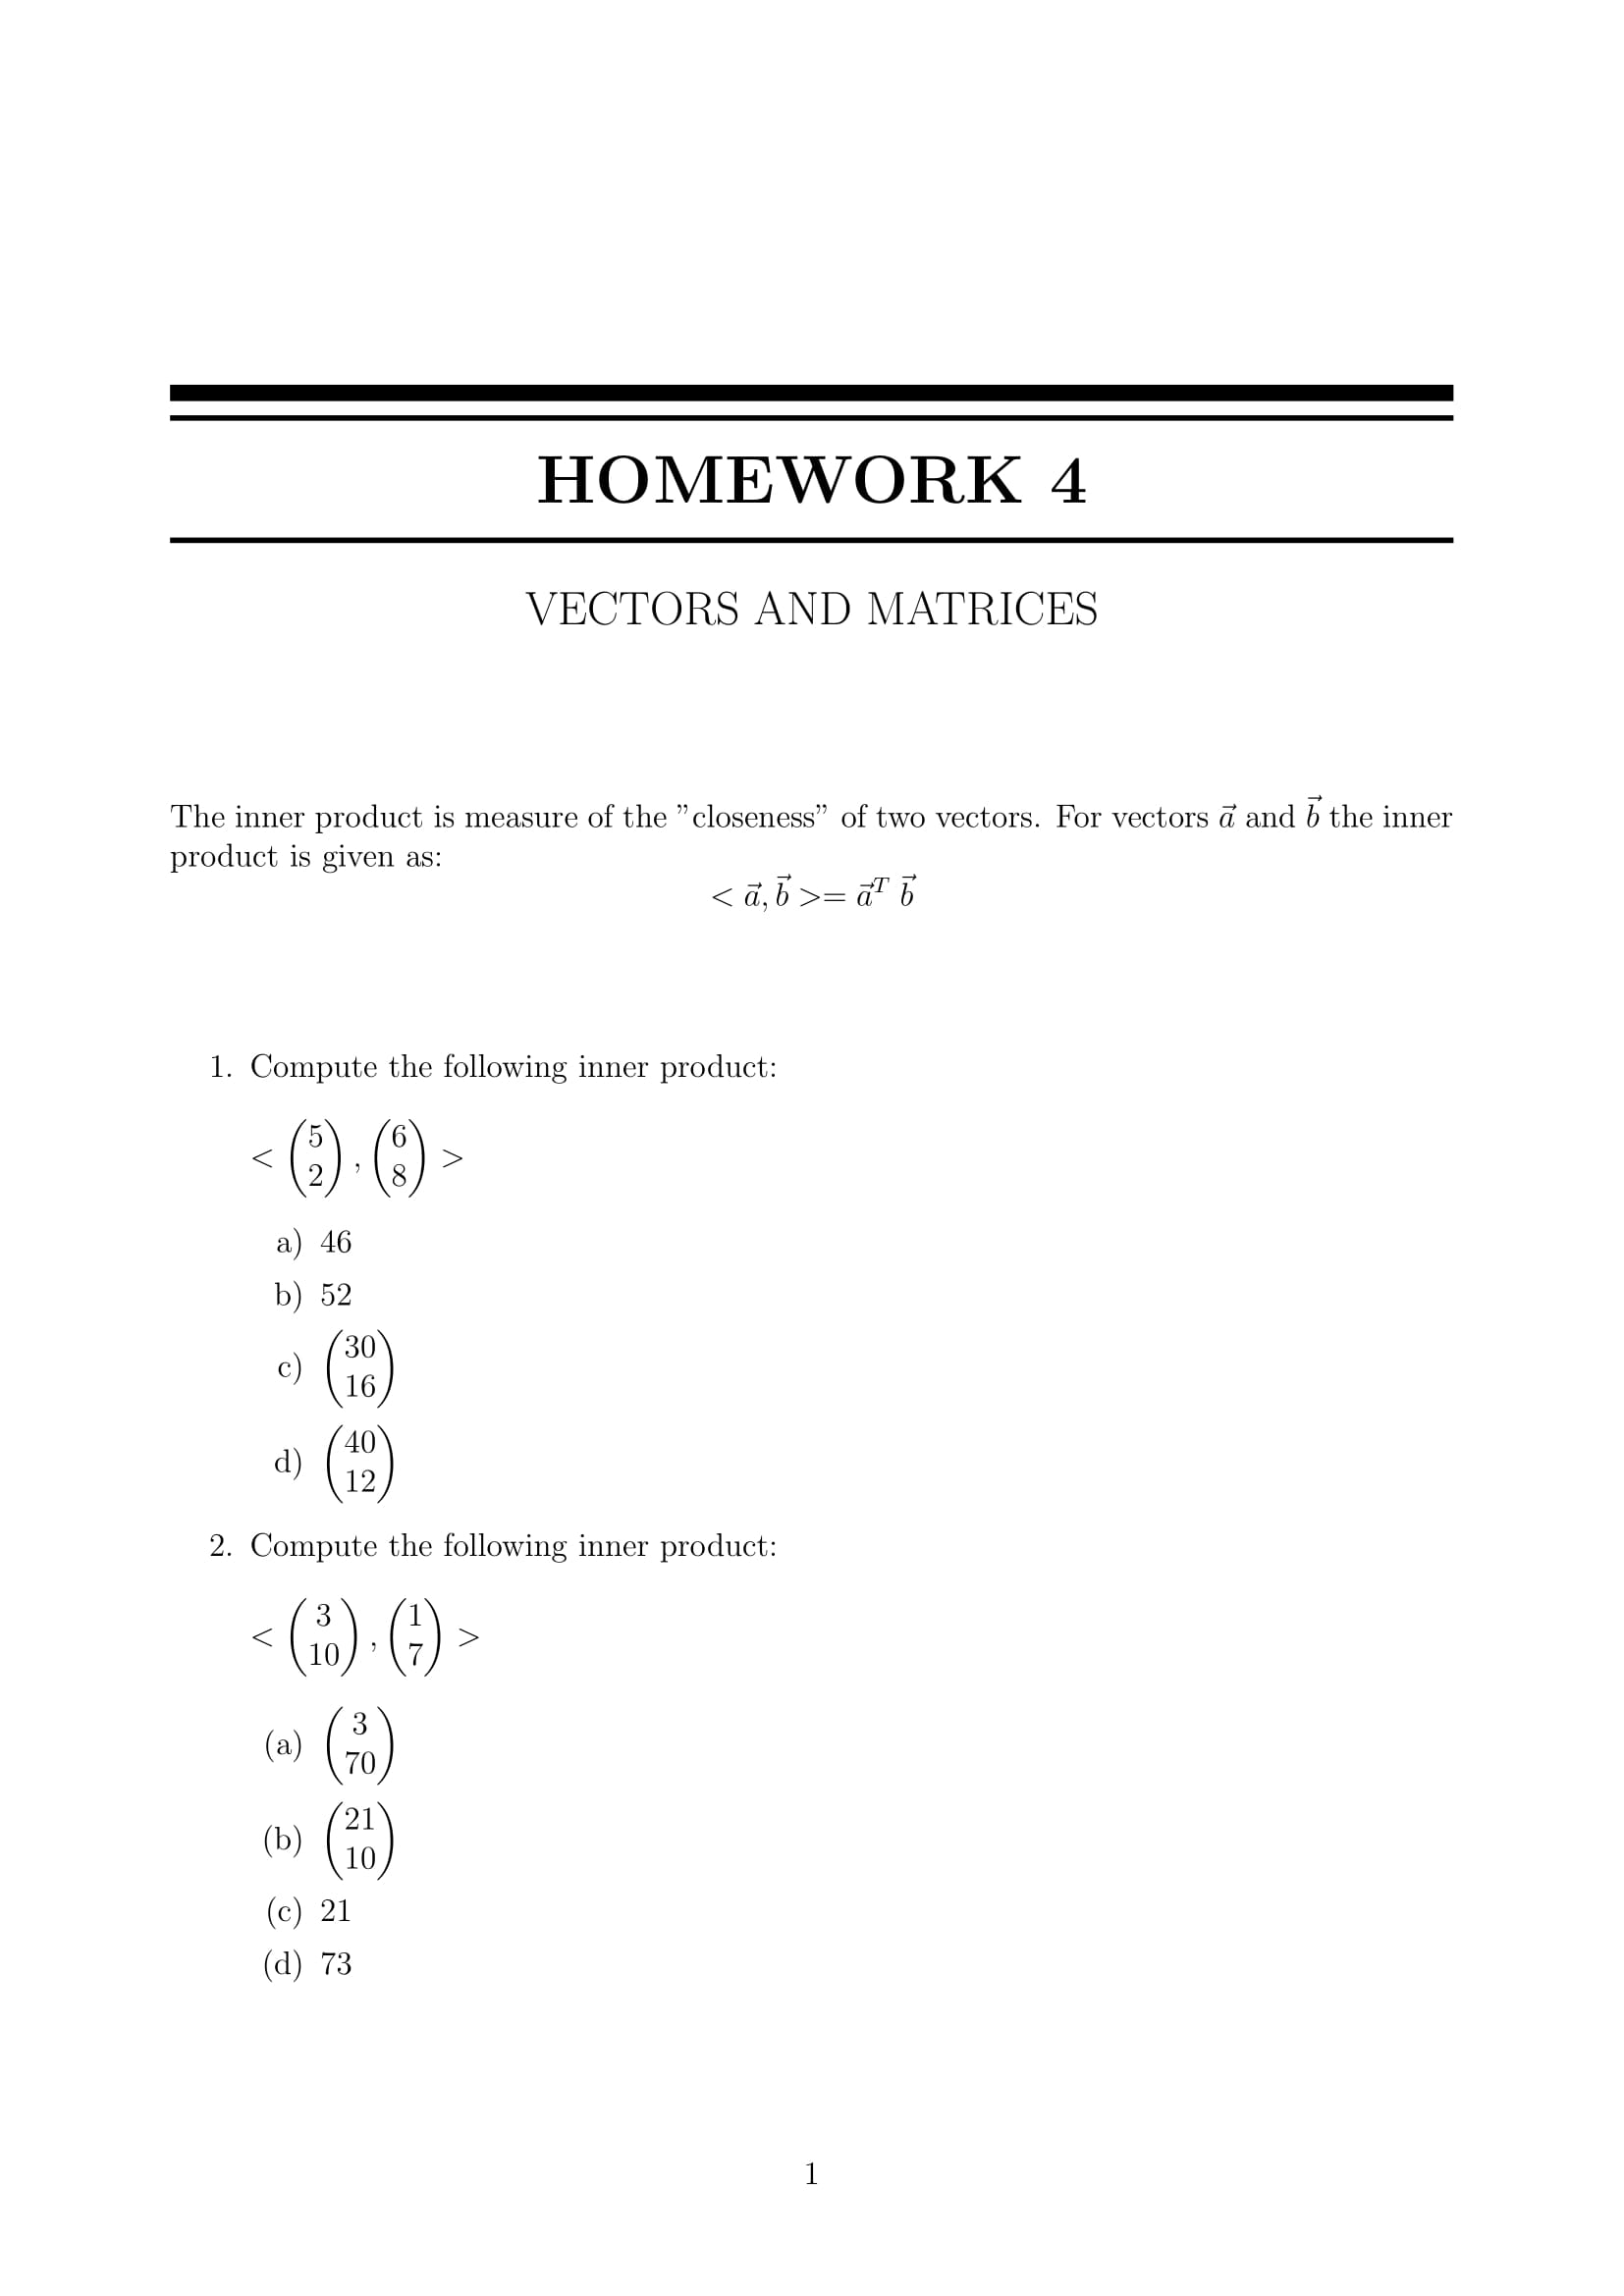 HOMEWORK 4
VECTORS AND MATRICES
The inner product is measure of the ”closeness” of two vectors. For vectors $\vec{a}$ and $\vec{b}$ the inner
product is given as:
$< \vec{a}, \vec{b} >= \vec{a}^T \ \vec{b}$
1. Compute the following inner product:
$< \begin{pmatrix} 5 \\ 2 \end{pmatrix}, \begin{pmatrix} 6 \\ 8 \end{pmatrix} >$
a) 46
b) 52
c) $\begin{pmatrix} 30 \\ 16 \end{pmatrix}$
d) $\begin{pmatrix} 40 \\ 12 \end{pmatrix}$
2. Compute the following inner product:
$< \begin{pmatrix} 3 \\ 10 \end{pmatrix}, \begin{pmatrix} 1 \\ 7 \end{pmatrix} >$
(a) $\begin{pmatrix} 3 \\ 70 \end{pmatrix}$
(b) $\begin{pmatrix} 21 \\ 10 \end{pmatrix}$
(c) 21
(d) 73
1